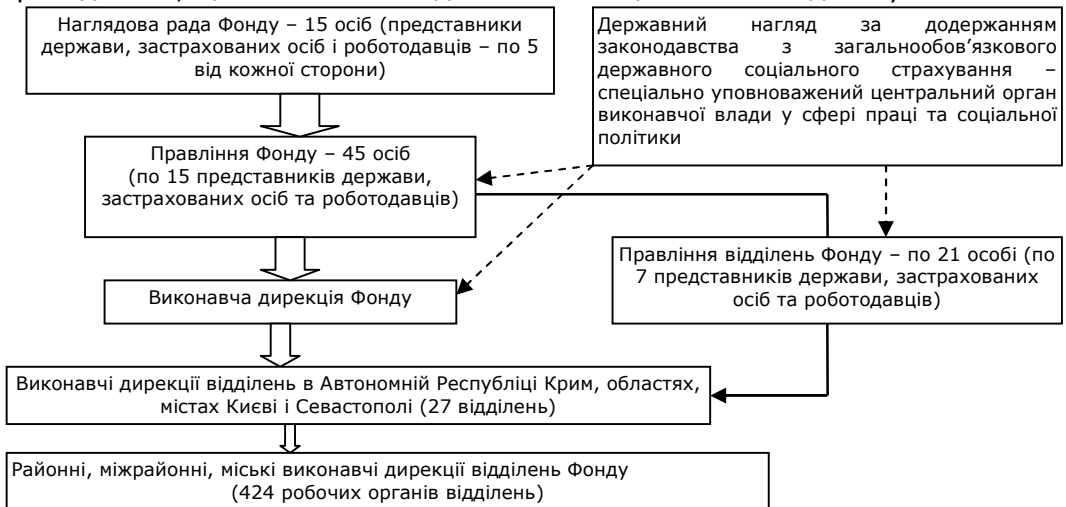 Наглядова рада Фонду – 15 осіб (представники
держави, застрахованих осіб і роботодавців – по 5
від кожної сторони)
Державний нагляд за додержанням
законодавства з загальнообов’язкового
державного соціального страхування –
спеціально уповноважений центральний орган
виконавчої влади у сфері праці та соціальної
політики
Правління Фонду – 45 осіб
(по 15 представників держави,
застрахованих осіб та роботодавців)
Правління відділень Фонду – по 21 особі (по
7 представників держави, застрахованих
осіб та роботодавців)
Виконавча дирекція Фонду
Виконавчі дирекції відділень в Автономній Республіці Крим, областях,
містах Києві і Севастополі (27 відділень)
Районні, міжрайонні, міські виконавчі дирекції відділень Фонду
(424 робочих органів відділень)